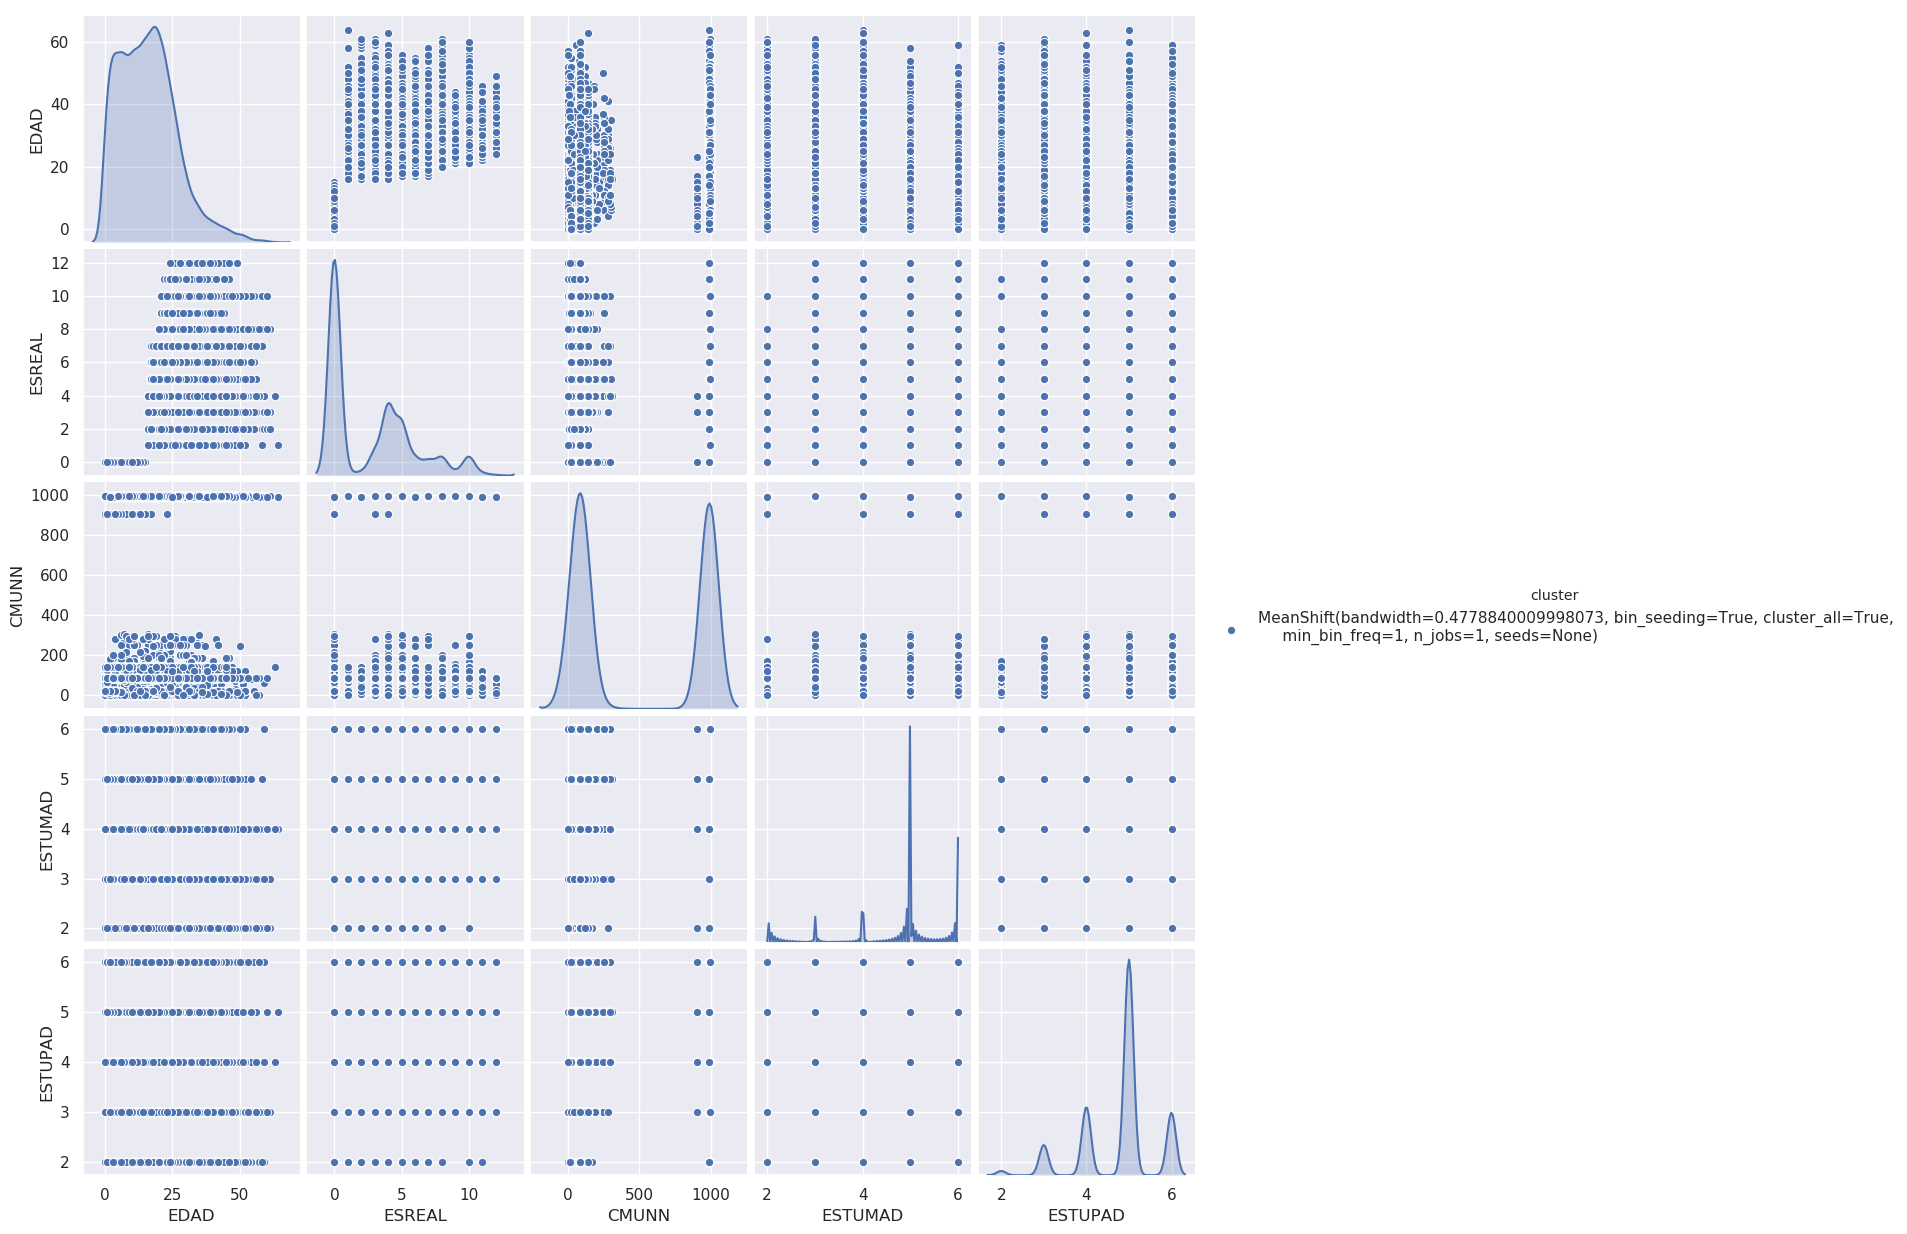 60
40
20
0
EDAD
12
10
8
6
4
2
0
ESREAL
1000
800
600
400
200
0
CMUNN
6
5
4
3
2
ESTUMAD
6
5
4
3
2
ESTUPAD
0 25 50
0 5 10
0 500 1000
2 4 6
2 4 6
EDAD
ESREAL
CMUNN
ESTUMAD
ESTUPAD
cluster
MeanShift(bandwidth=0.4778840009998073, bin_seeding=True, cluster_all=True,
min_bin_freq=1, n_jobs=1, seeds=None)